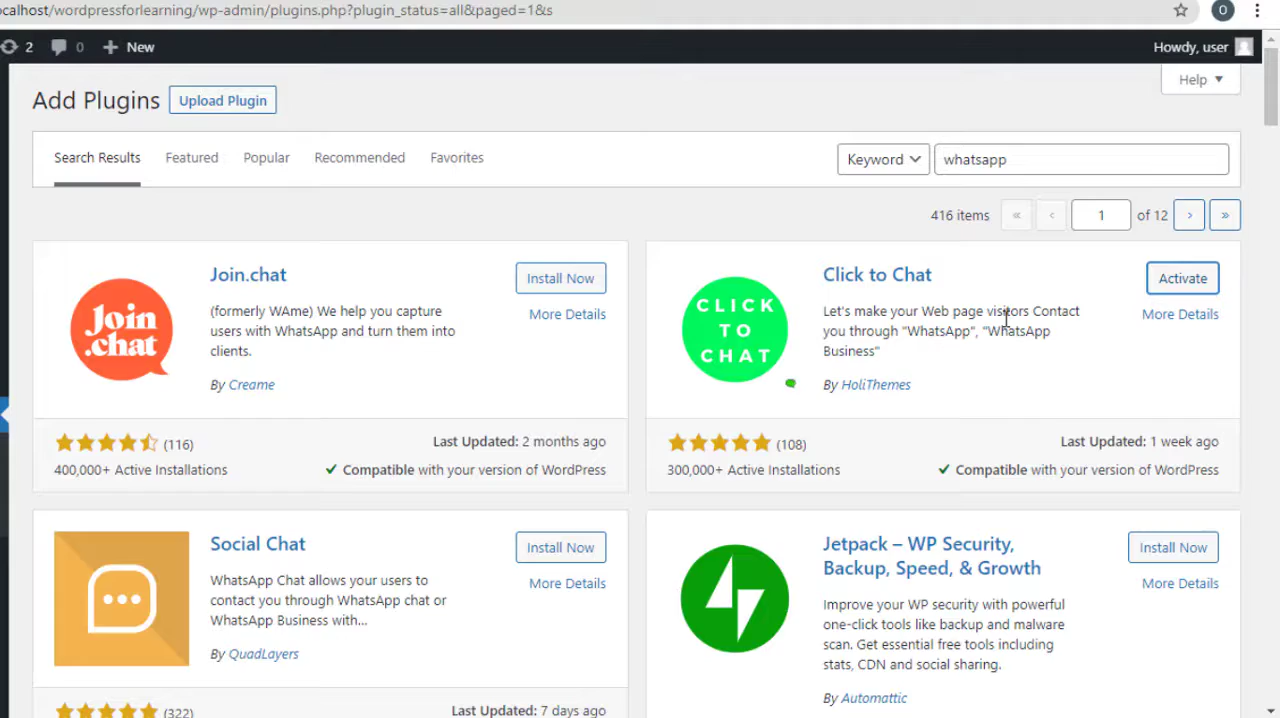 ocalhost/wordpressforlearning/wp-admin/plugins.php?plugin_status=all&paged=1&s
O
2 0 + New
Howdy, user
Add Plugins Upload Plugin
Help ▼
Search Results Featured Popular Recommended Favorites
Keyword whatsapp
416 items « ‹ 1 of 12 › »
Join.chat
Install Now
Join
.chat
(formerly WAme) We help you capture
users with WhatsApp and turn them into
clients.
More Details
By Creame
(116)
Last Updated: 2 months ago
400,000+ Active Installations
✔ Compatible with your version of WordPress
Click to Chat
Activate
CLICK
TO
CHAT
Let's make your Web page visitors Contact
you through "WhatsApp", "WhatsApp
Business"
More Details
By HoliThemes
(108)
Last Updated: 1 week ago
300,000+ Active Installations
✔ Compatible with your version of WordPress
Social Chat
Install Now
WhatsApp Chat allows your users to
contact you through WhatsApp chat or
WhatsApp Business with...
More Details
By QuadLayers
(322)
Last Updated: 7 days ago
Jetpack – WP Security,
Backup, Speed, & Growth
Install Now
More Details
Improve your WP security with powerful
one-click tools like backup and malware
scan. Get essential free tools including
stats, CDN and social sharing.
By Automattic